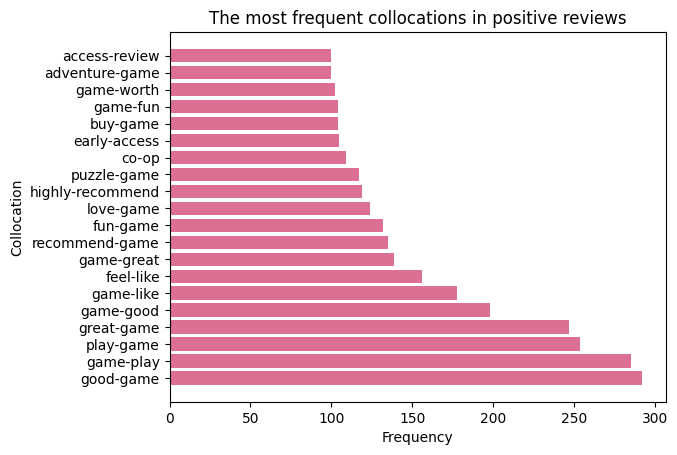 The most frequent collocations in positive reviews
Collocation
access-review
adventure-game
game-worth
game-fun
buy-game
early-access
co-op
puzzle-game
highly-recommend
love-game
fun-game
recommend-game
game-great
feel-like
game-like
game-good
great-game
play-game
game-play
good-game
0 50 100 150 200 250 300
Frequency